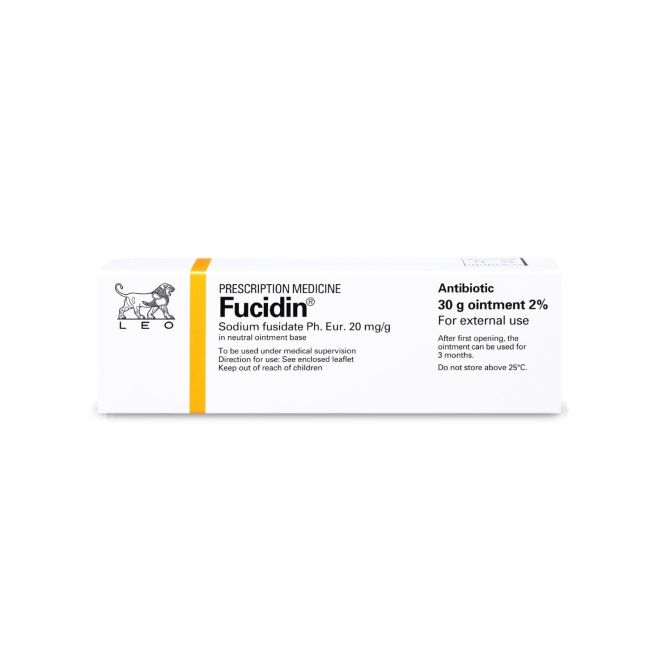 LEO
PRESCRIPTION MEDICINE
Fucidin®
Sodium fusidate Ph. Eur. 20 mg/g
in neutral ointment base
To be used under medical supervision
Direction for use: See enclosed leaflet
Keep out of reach of children
Antibiotic
30 g ointment 2%
For external use
After first opening, the
ointment can be used for
3 months.
Do not store above 25°C.